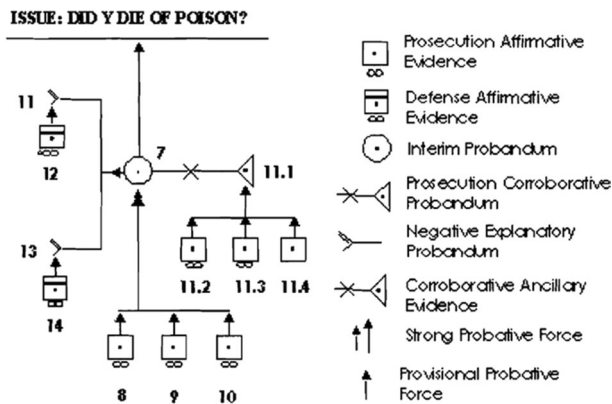 ISSUE: DID Y DIE OF POISON?
11
12
7
11.1
13
14
11.2 11.3 11.4
8 9 10
Prosecution Affirmative
Evidence
Defense Affirmative
Evidence
Interim Probandum
Prosecution Corroborative
Probandum
Negative Explanatory
Probandum
Corroborative Ancillary
Evidence
Strong Probative Force
Provisional Probative
Force